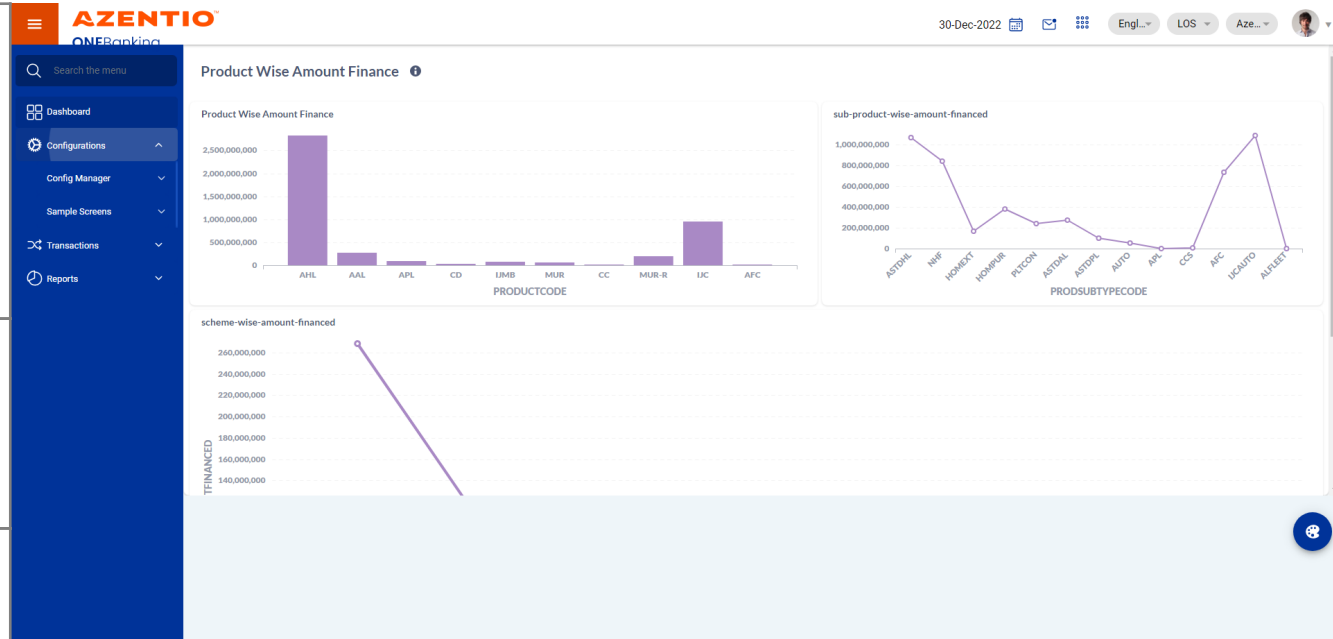 AZENTIO
ONEBanking
30-Dec-2022
Engl...
LOS
Aze...
Search the menu
Dashboard
Configurations
Config Manager
Sample Screens
Transactions
Reports
Product Wise Amount Finance
Product Wise Amount Finance
2,500,000,000
2,000,000,000
1,500,000,000
1,000,000,000
500,000,000
0
AHL AAL APL CD IJMB MUR CC MUR-R IJC AFC
PRODUCTCODE
sub-product-wise-amount-financed
1,000,000,000
800,000,000
600,000,000
400,000,000
200,000,000
0
ASTDHL NHF HOMEXT HOMPUR PLTCON ASTDAL ASTDPL AUTO APL CCS AFC IJCAUTO ALFLEET
PRODSUBTYPECODE
scheme-wise-amount-financed
260,000,000
240,000,000
220,000,000
200,000,000
180,000,000
160,000,000
140,000,000
TFINANCED